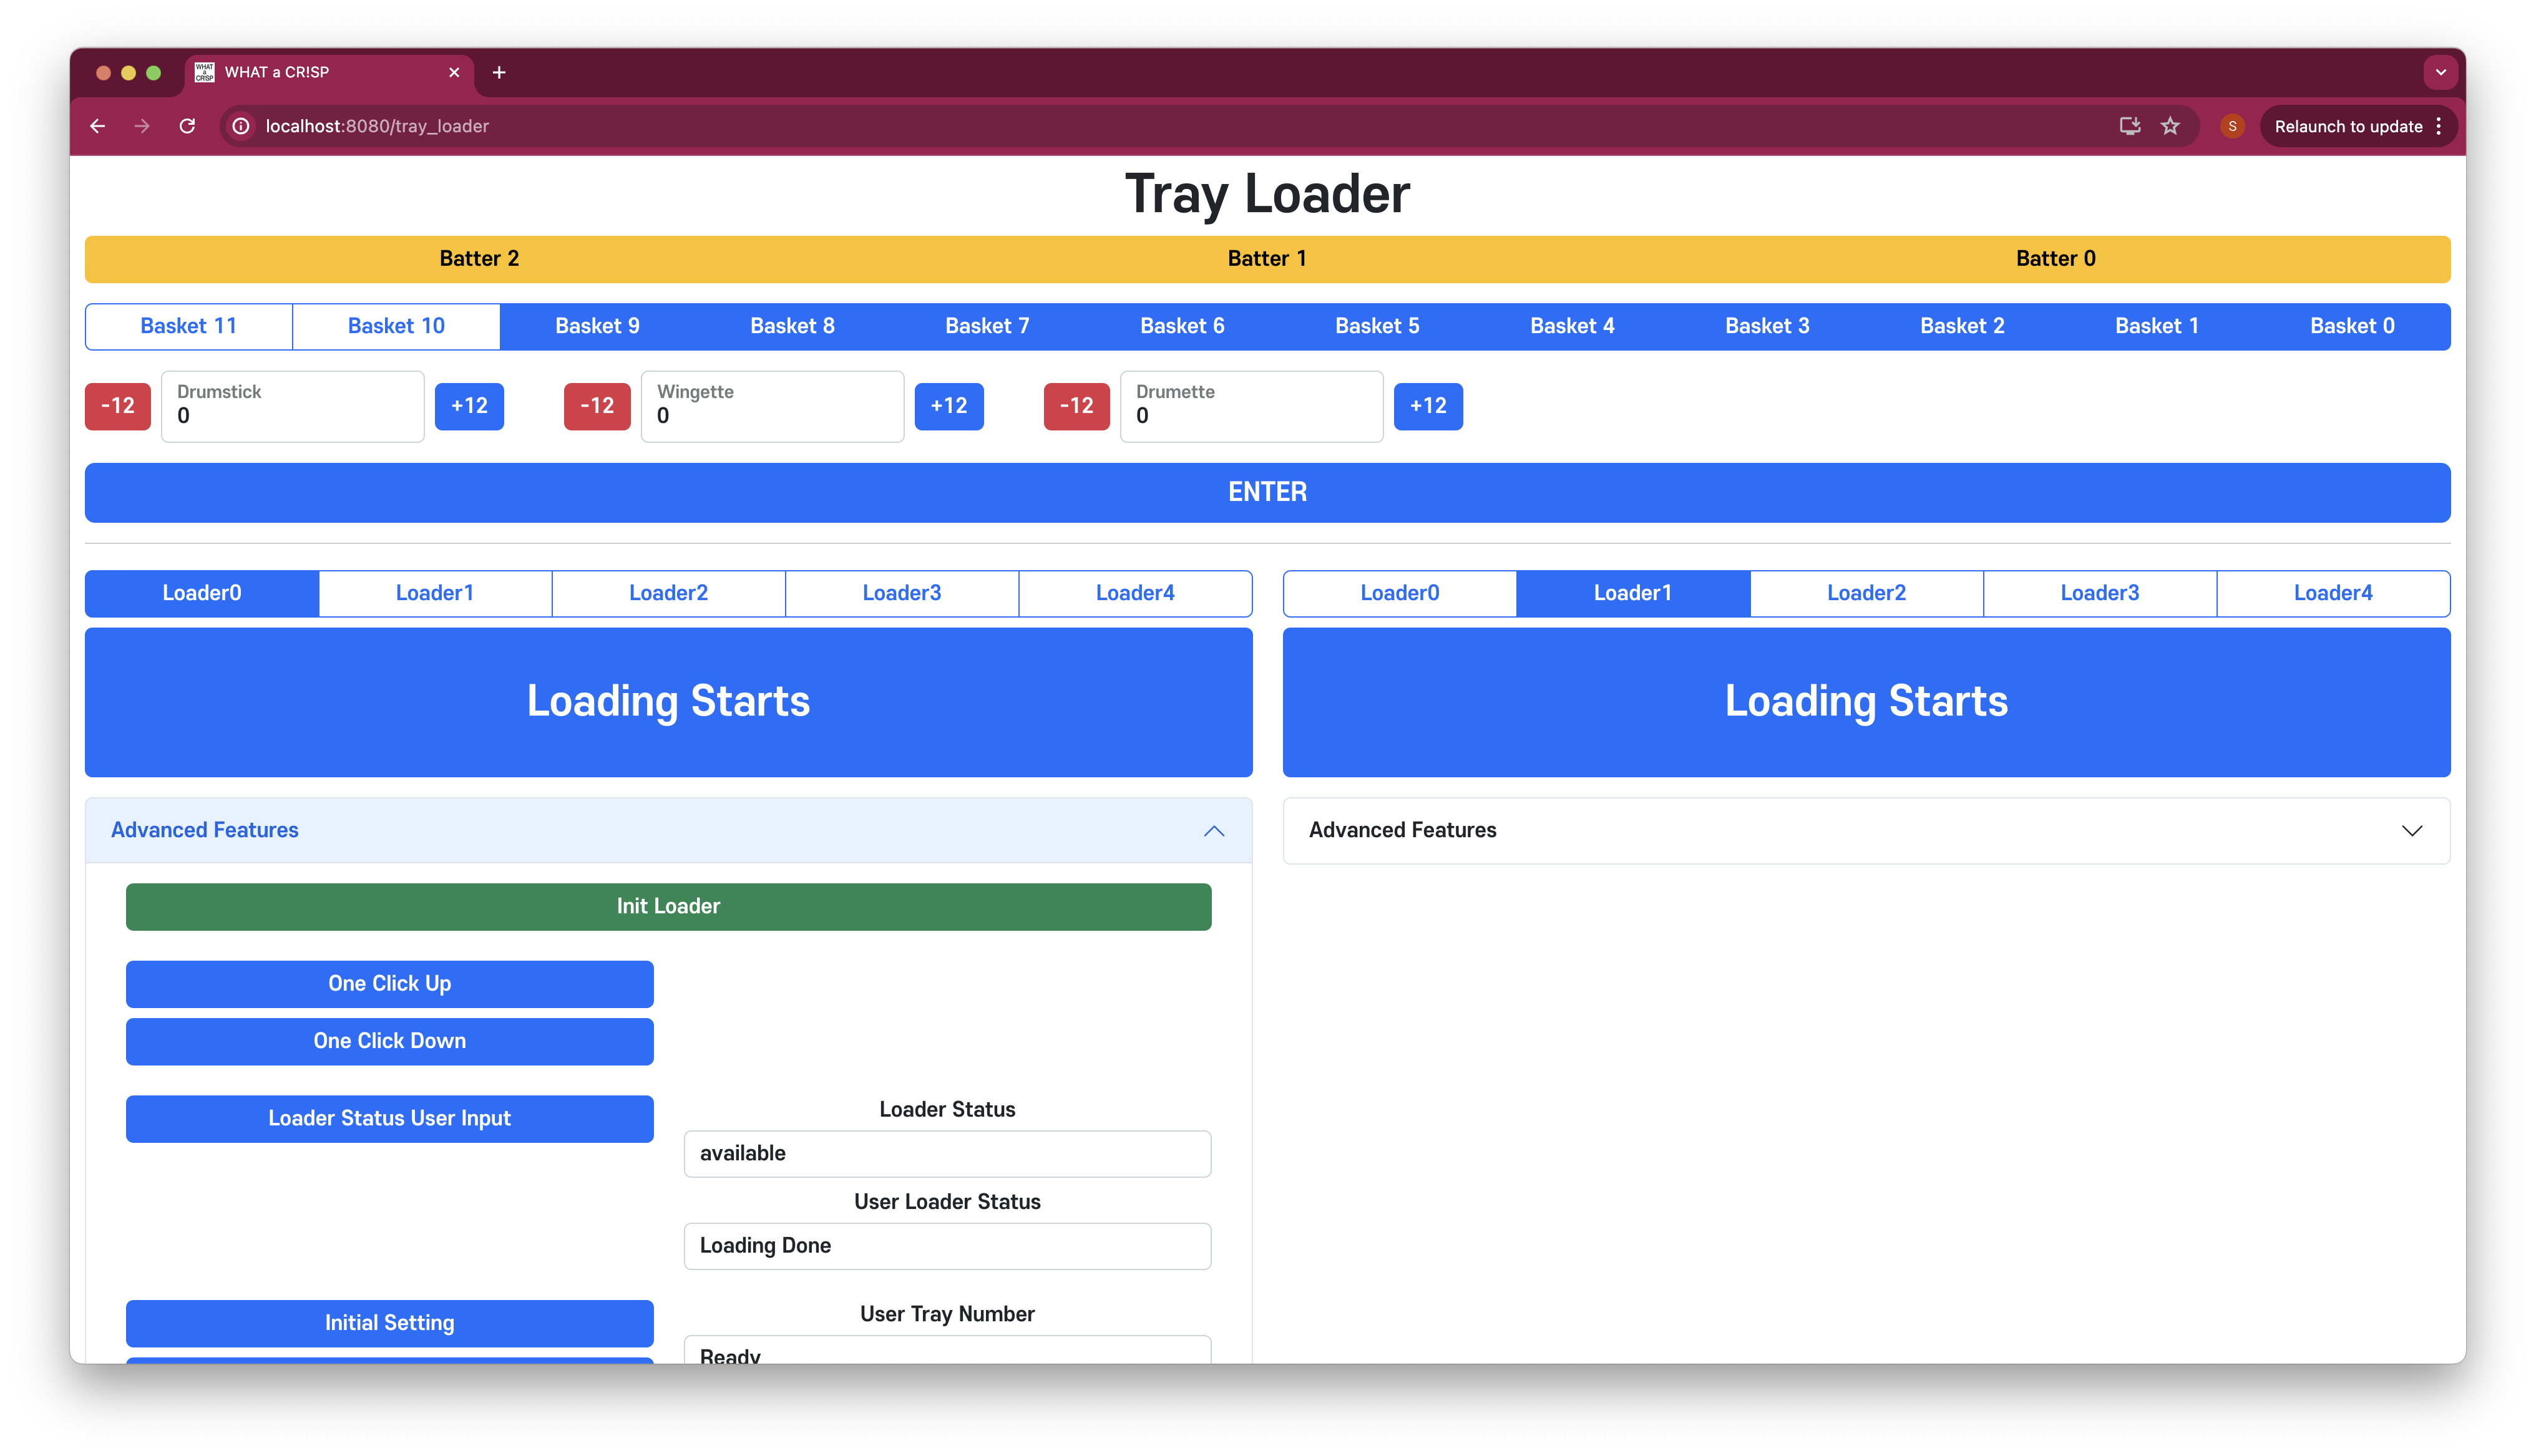 WHAT a CR!SP
WHAT a CR!SP
localhost:8080/tray_loader
S
Relaunch to update
Tray Loader
Batter 2 Batter 1 Batter 0
Basket 11 Basket 10 Basket 9 Basket 8 Basket 7 Basket 6 Basket 5 Basket 4 Basket 3 Basket 2 Basket 1 Basket 0
-12 Drumstick 0 +12 -12 Wingette 0 +12 -12 Drumette 0 +12
ENTER
Loader0 Loader1 Loader2 Loader3 Loader4 Loader0 Loader1 Loader2 Loader3 Loader4
Loading Starts Loading Starts
Advanced Features Advanced Features
Init Loader
One Click Up
One Click Down
Loader Status User Input Loader Status
available
User Loader Status
Loading Done
Initial Setting User Tray Number
Ready